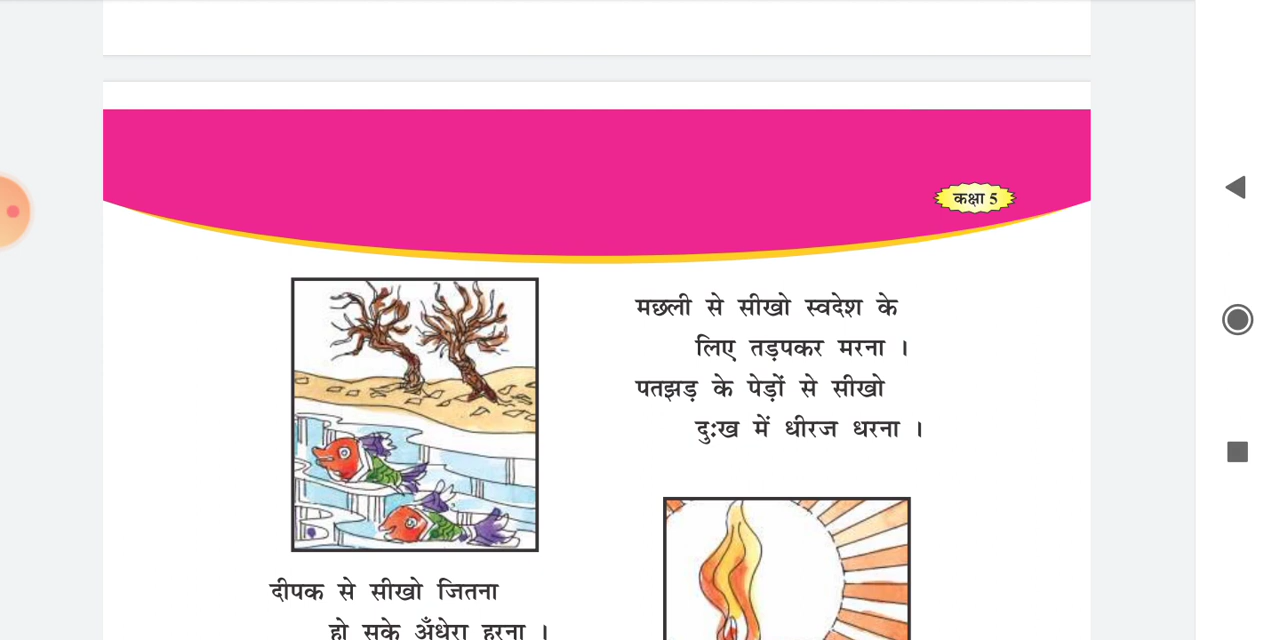 कक्षा 5
मछली से सीखो स्वदेश के
लिए तड़पकर मरना ।
पतझड़ के पेड़ों से सीखो
दुःख में धीरज धरना ।
दीपक से सीखो जितना
हो सके अँधेरा हरना ।